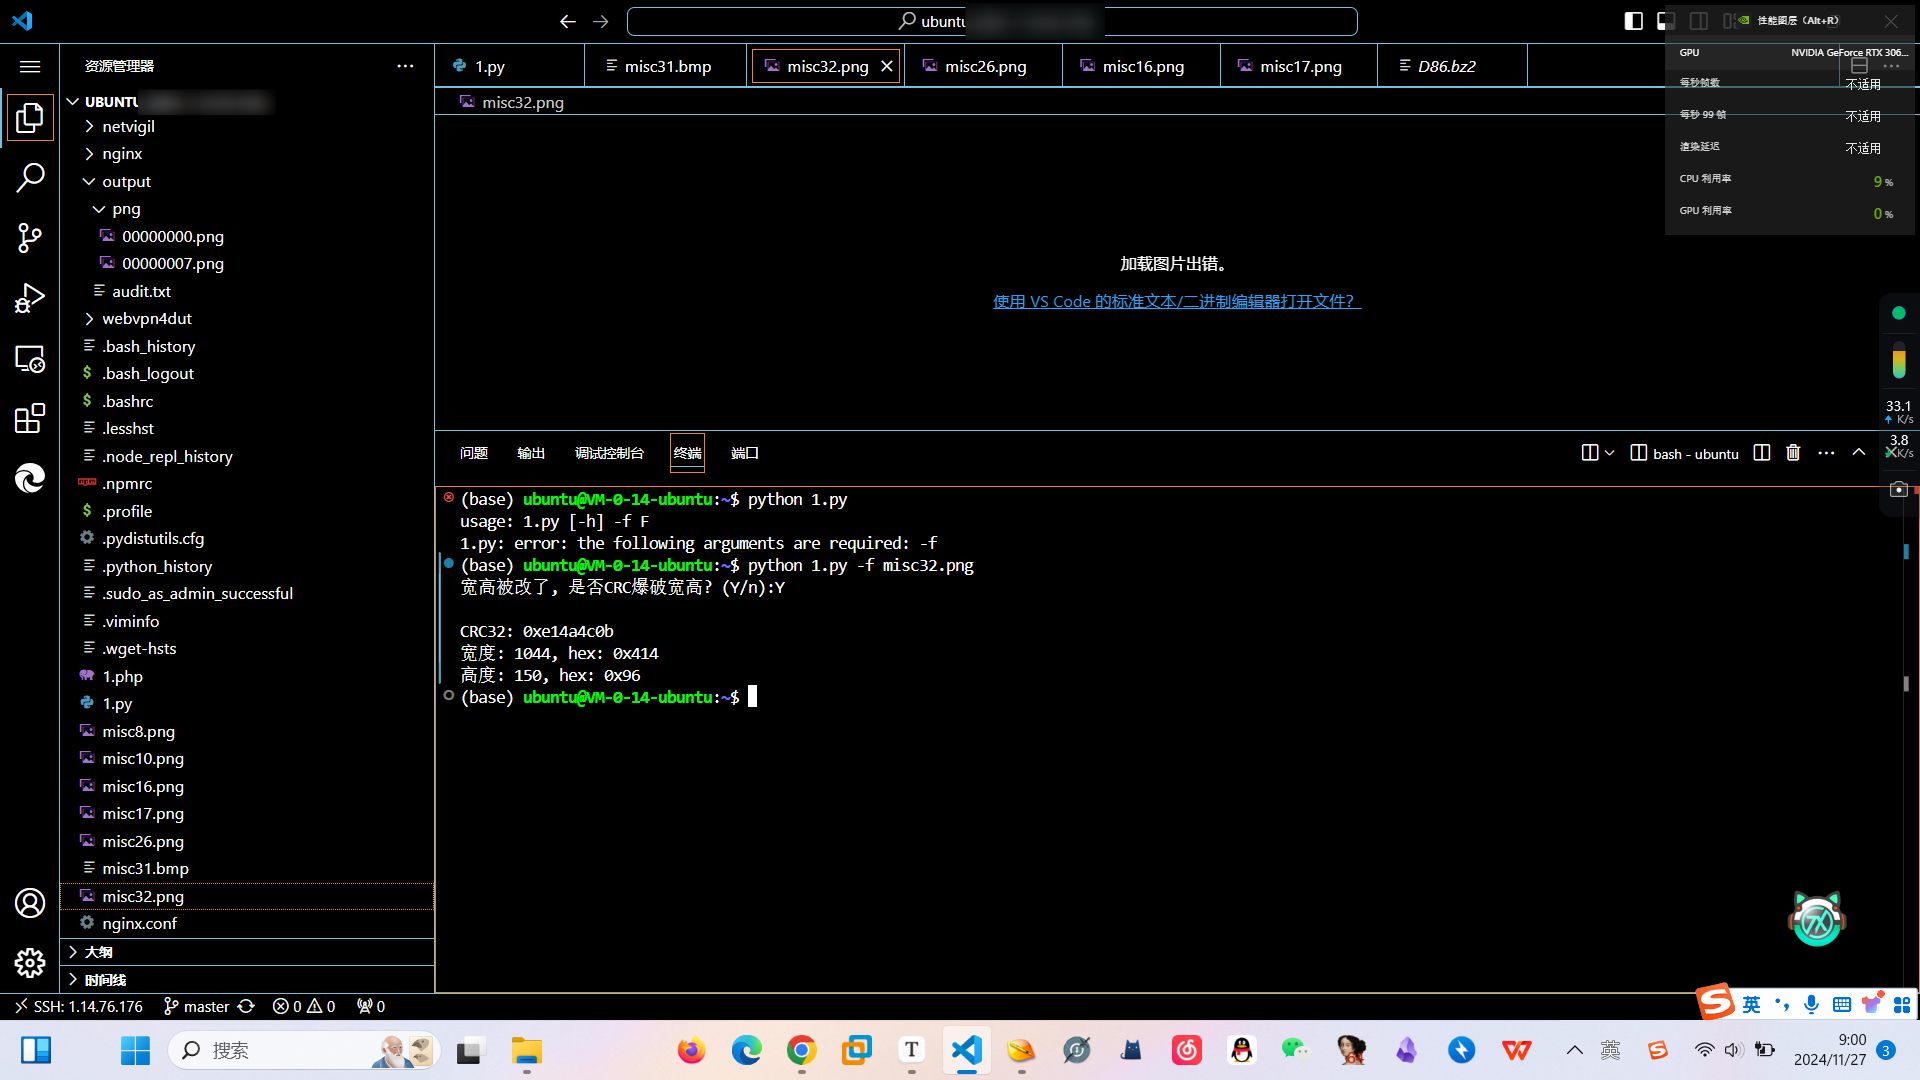 ubuntu
性能图层 (Alt+R)
GPU
NVIDIA GeForce RTX 306...
每秒帧数
不适用
每秒 99 帧
不适用
渲染延迟
不适用
CPU 利用率
9 %
GPU 利用率
0 %
资源管理器
1.py
misc31.bmp
misc32.png
misc26.png
misc16.png
misc17.png
D86.bz2
misc32.png
UBUNTU
netvigil
nginx
output
png
00000000.png
00000007.png
audit.txt
webvpn4dut
.bash_history
.bash_logout
.bashrc
.lesshst
.node_repl_history
.npmrc
.profile
.pydistutils.cfg
.python_history
.sudo_as_admin_successful
.viminfo
.wget-hsts
1.php
1.py
misc8.png
misc10.png
misc16.png
misc17.png
misc26.png
misc31.bmp
misc32.png
nginx.conf
大纲
时间线
加载图片出错。
使用 VS Code 的标准文本/二进制编辑器打开文件?
33.1
K/s
3.8
K/s
问题
输出
调试控制台
终端
端口
bash - ubuntu
(base) ubuntu@VM-0-14-ubuntu:~$ python 1.py
usage: 1.py [-h] -f F
1.py: error: the following arguments are required: -f
(base) ubuntu@VM-0-14-ubuntu:~$ python 1.py -f misc32.png
宽高被改了, 是否CRC爆破宽高? (Y/n):Y
CRC32: 0xe14a4c0b
宽度: 1044, hex: 0x414
高度: 150, hex: 0x96
(base) ubuntu@VM-0-14-ubuntu:~$
SSH: 1.14.76.176
master
0
0
0
英
搜索
英
9:00
2024/11/27
3